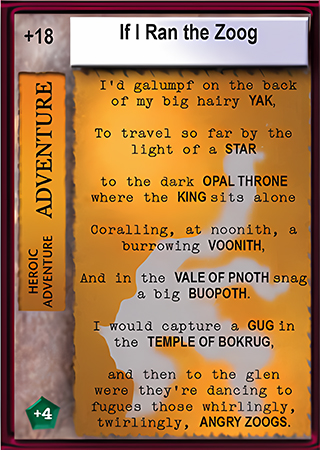 +18
If I Ran the Zoog
HEROIC
ADVENTURE
ADVENTURE
I'd galumpf on the back
of my big hairy YAK,
To travel so far by the
light of a STAR
to the dark OPAL THRONE
where the KING sits alone
Coralling, at noonith, a
burrowing VOONITH,
And in the VALE OF PNOTH snag
a big BUOPOTH.
I would capture a GUG in
the TEMPLE OF BOKRUG,
and then to the glen
were they're dancing to
fugues those whirlingly,
twirlingly, ANGRY ZOOGS.
+4